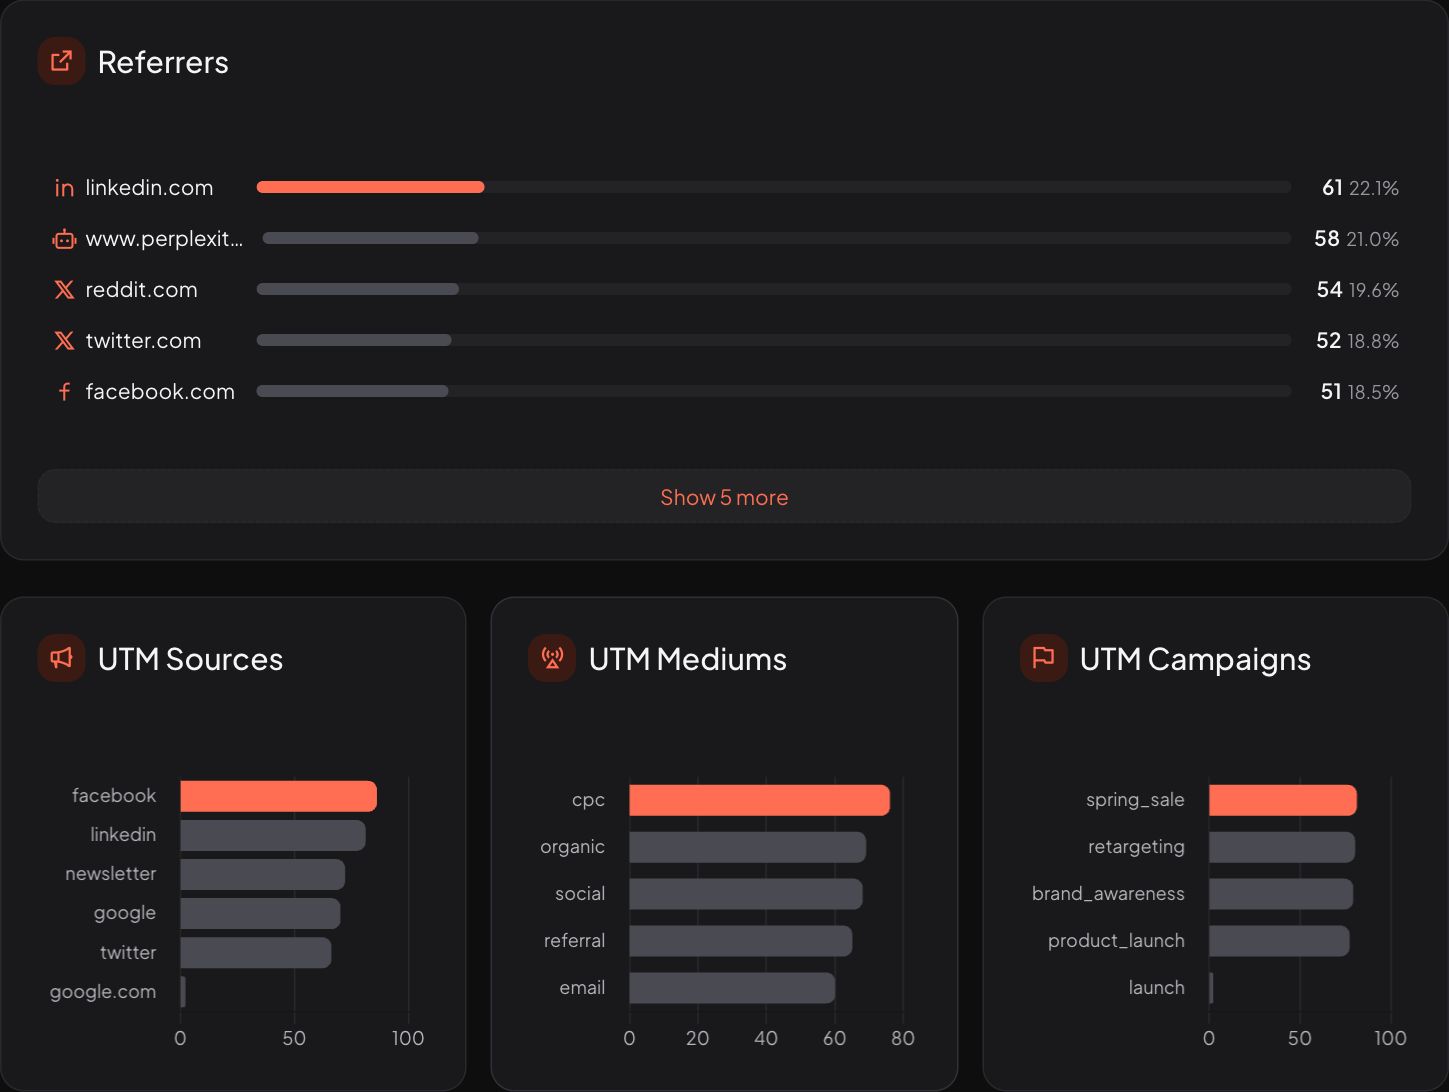 Referrers
in linkedin.com 61 22.1%
www.perplexit... 58 21.0%
X reddit.com 54 19.6%
X twitter.com 52 18.8%
f facebook.com 51 18.5%
Show 5 more
UTM Sources
facebook
linkedin
newsletter
google
twitter
google.com
0 50 100
UTM Mediums
cpc
organic
social
referral
email
0 20 40 60 80
UTM Campaigns
spring_sale
retargeting
brand_awareness
product_launch
launch
0 50 100